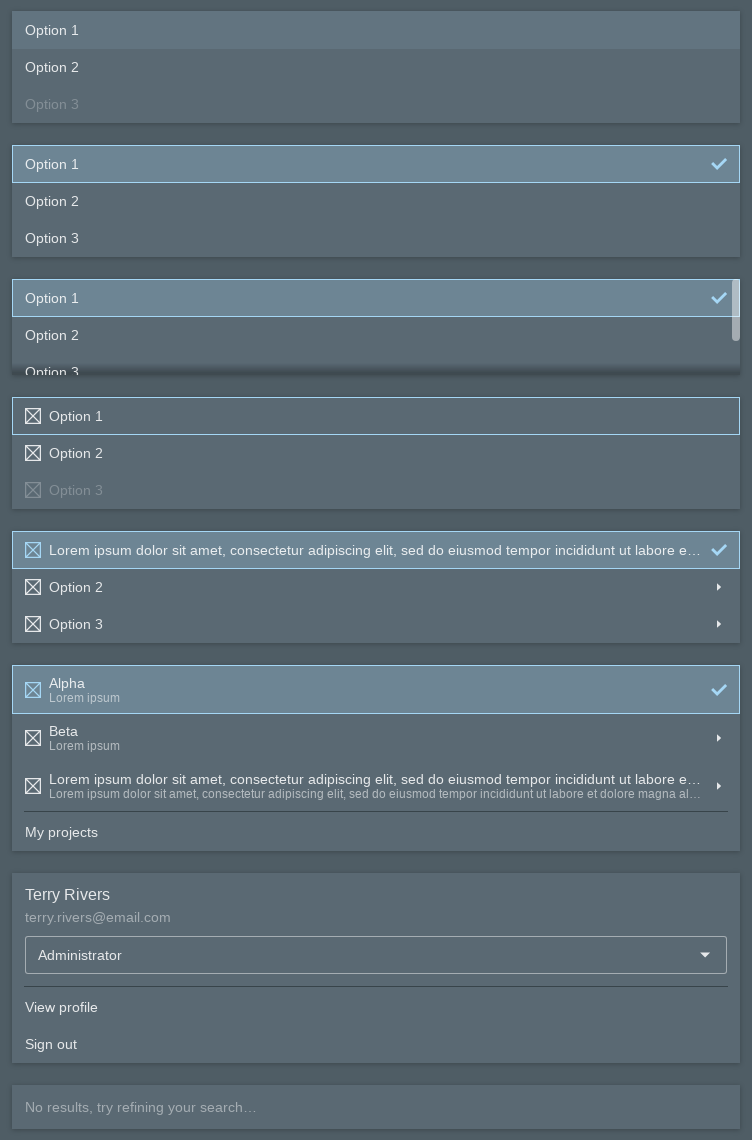 Option 1
Option 2
Option 3
Option 1
Option 2
Option 3
Option 1
Option 2
Option 3
Option 1
Option 2
Option 3
Lorem ipsum dolor sit amet, consectetur adipiscing elit, sed do eiusmod tempor incididunt ut labore e…
Option 2
Option 3
Alpha
Lorem ipsum
Beta
Lorem ipsum
Lorem ipsum dolor sit amet, consectetur adipiscing elit, sed do eiusmod tempor incididunt ut labore e…
Lorem ipsum dolor sit amet, consectetur adipiscing elit, sed do eiusmod tempor incididunt ut labore et dolore magna al…
My projects
Terry Rivers
terry.rivers@email.com
Administrator
View profile
Sign out
No results, try refining your search…